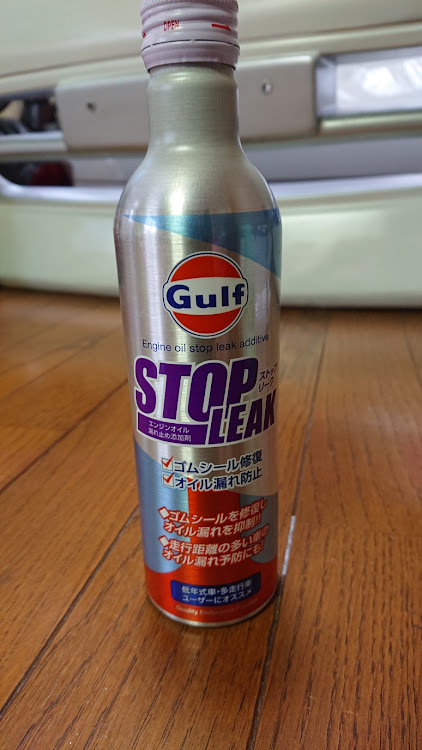 OPEN
Gulf
Engine oil stop leak additive
STOP
LEAK
ストップ
リーク
エンジンオイル
漏れ止め添加剤
ゴムシール修復
オイル漏れ防止
◆ゴムシールを修復し
オイル漏れを抑制!!
◆走行距離の多い車の
オイル漏れ予防にも!
低年式車・多走行車
ユーザーにオススメ
Quality